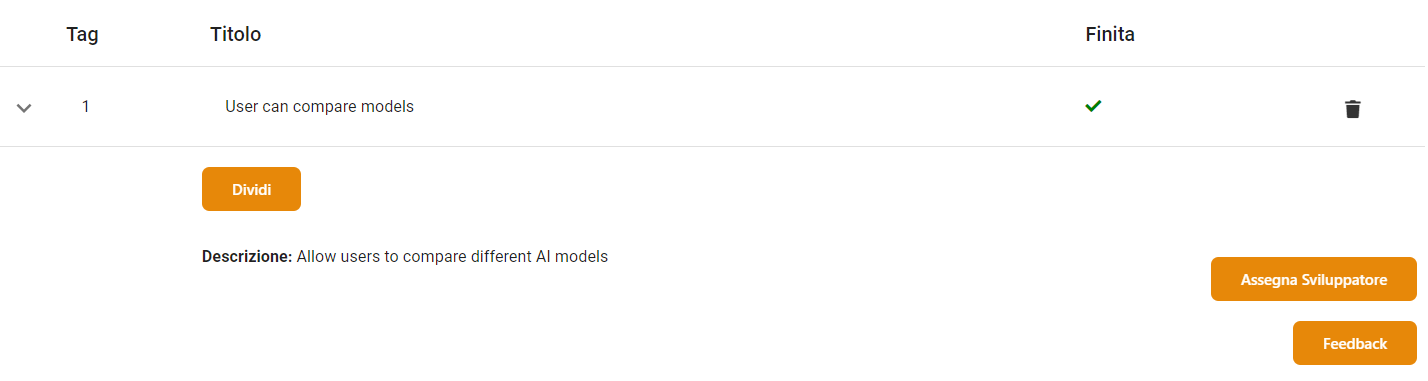 Tag Titolo Finita
1 User can compare models
Dividi
Descrizione: Allow users to compare different AI models
Assegna Sviluppatore
Feedback